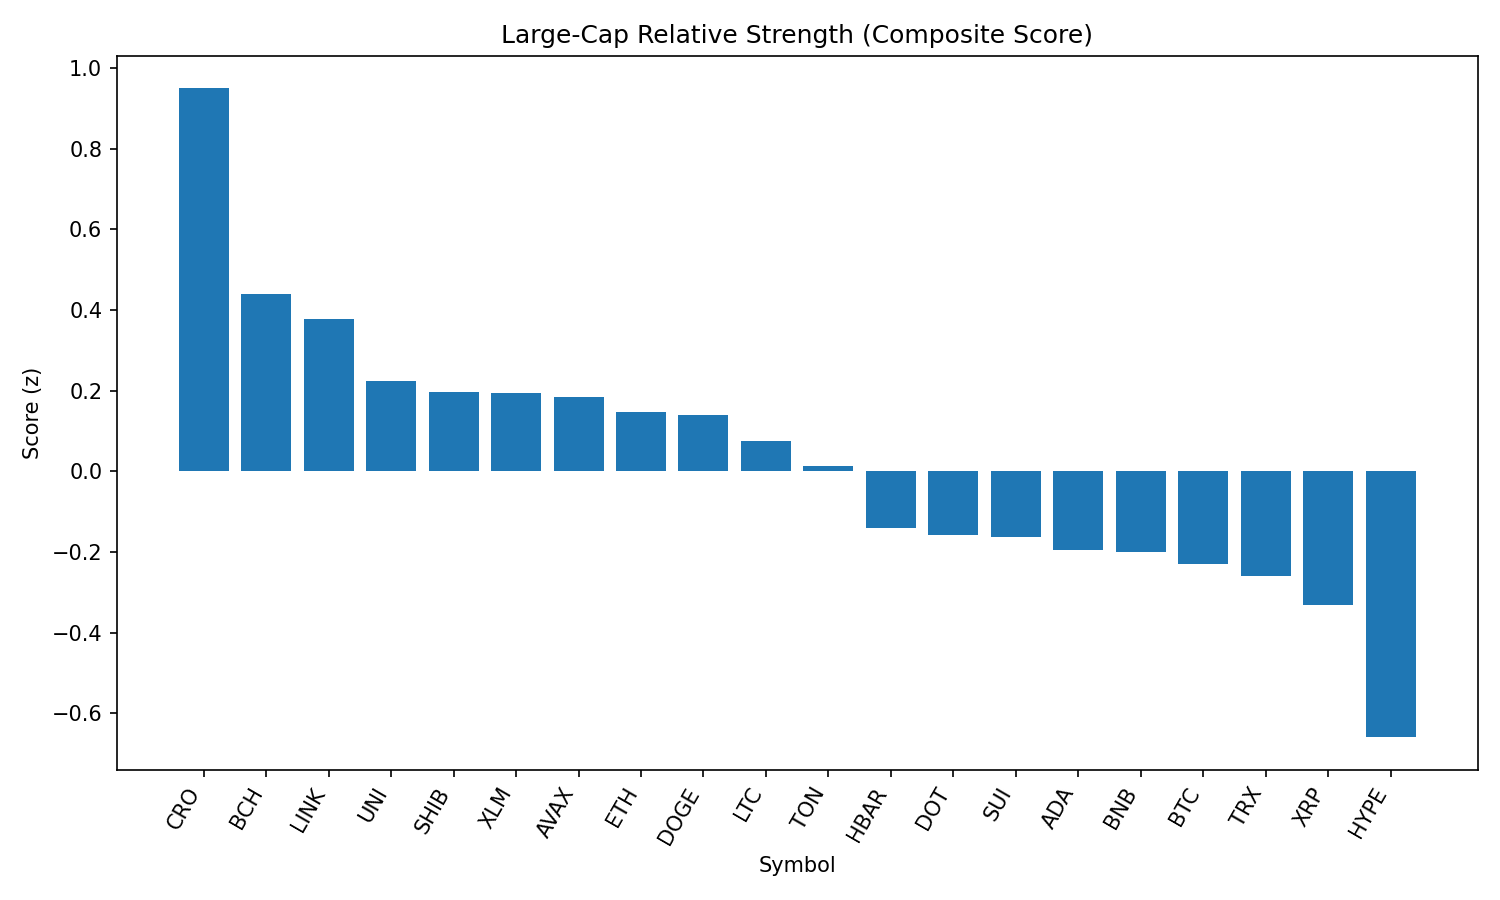 Large-Cap Relative Strength (Composite Score)
1.0
0.8
0.6
0.4
0.2
0.0
−0.2
−0.4
−0.6
Score (z)
CRO
BCH
LINK
UNI
SHIB
XLM
AVAX
ETH
DOGE
LTC
TON
HBAR
DOT
SUI
ADA
BNB
BTC
TRX
XRP
HYPE
Symbol